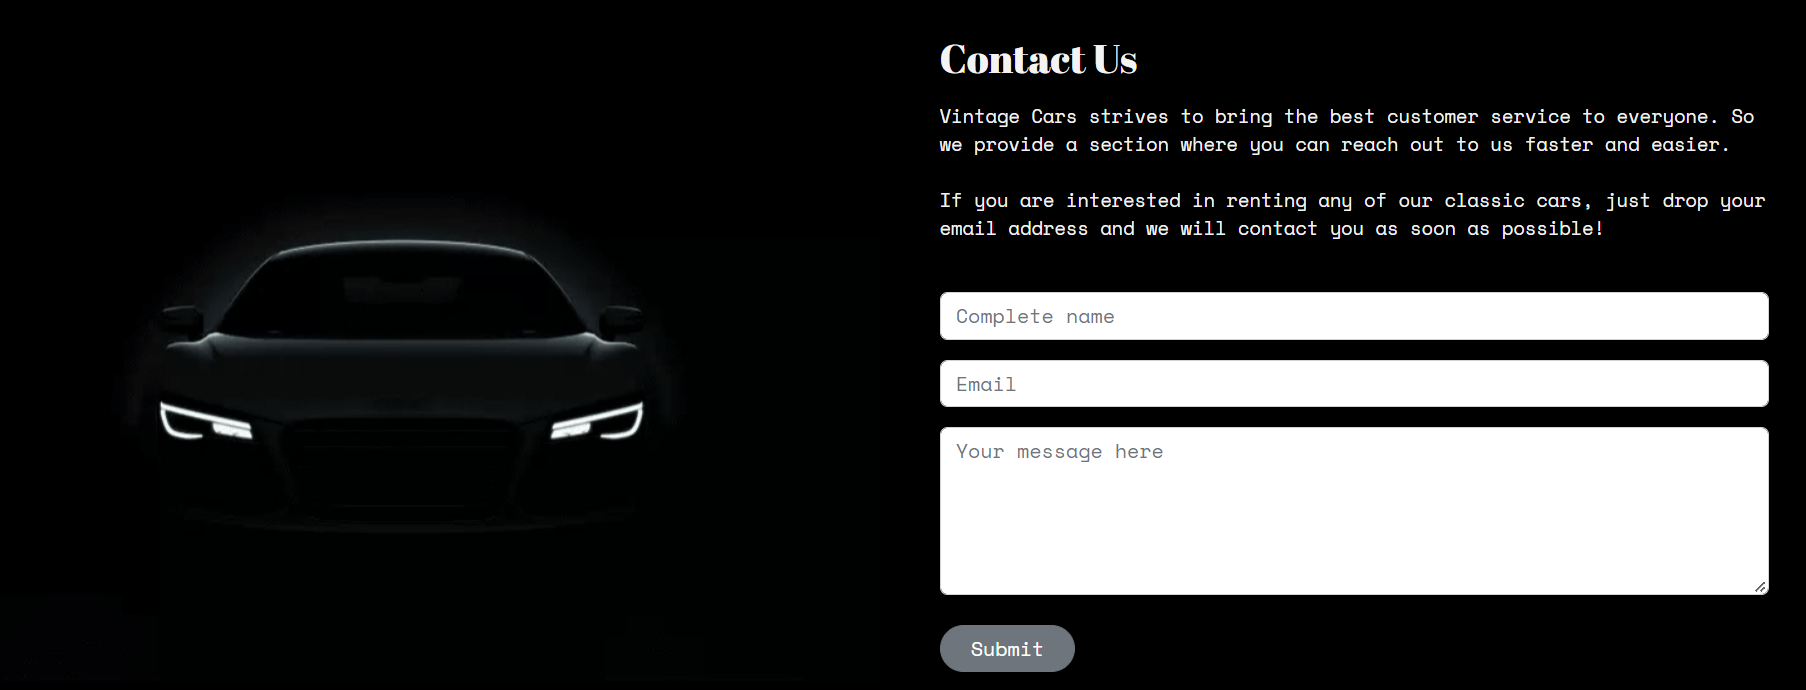 Contact Us
Vintage Cars strives to bring the best customer service to everyone. So
we provide a section where you can reach out to us faster and easier.
If you are interested in renting any of our classic cars, just drop your
email address and we will contact you as soon as possible!
Complete name
Email
Your message here
Submit